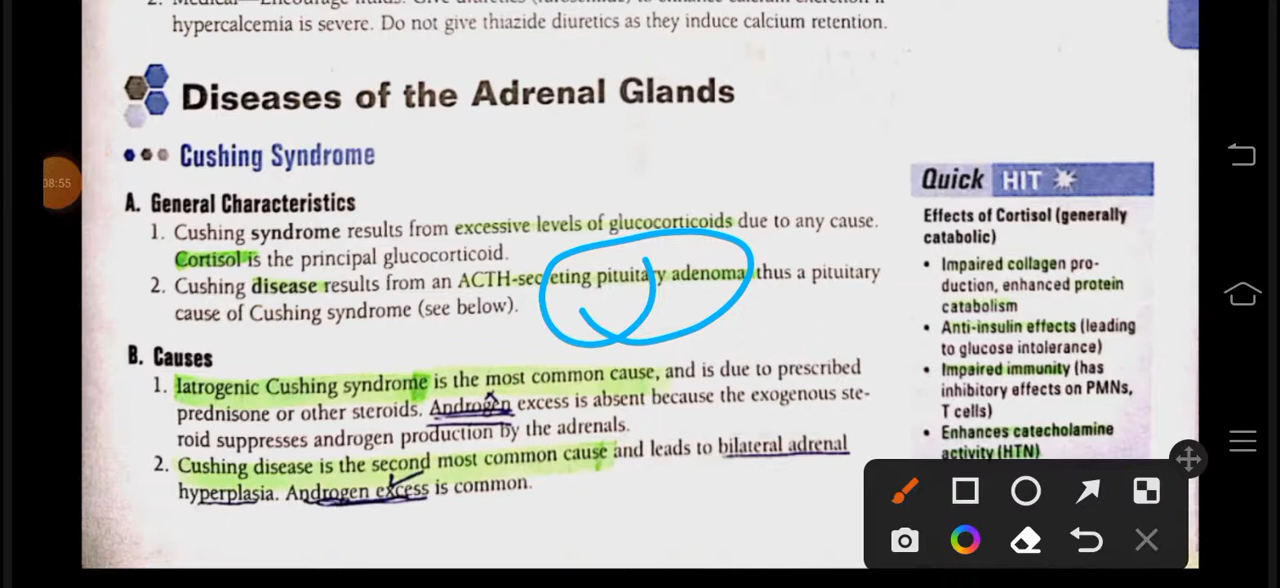 hypercalcemia is severe. Do not give thiazide diuretics as they induce calcium retention.
Diseases of the Adrenal Glands
Cushing Syndrome
A. General Characteristics
1. Cushing syndrome results from excessive levels of glucocorticoids due to any cause.
Cortisol is the principal glucocorticoid.
2. Cushing disease results from an ACTH-secreting pituitary adenoma, thus a pituitary
cause of Cushing syndrome (see below).
B. Causes
1. Iatrogenic Cushing syndrome is the most common cause, and is due to prescribed
prednisone or other steroids. Androgen excess is absent because the exogenous ste-
roid suppresses androgen production by the adrenals.
2. Cushing disease is the second most common cause and leads to bilateral adrenal
hyperplasia. Androgen excess is common.
Quick HIT
Effects of Cortisol (generally
catabolic)
• Impaired collagen pro-
duction, enhanced protein
catabolism
• Anti-insulin effects (leading
to glucose intolerance)
• Impaired immunity (has
inhibitory effects on PMNs,
T cells)
• Enhances catecholamine
activity (HTN)
08:55